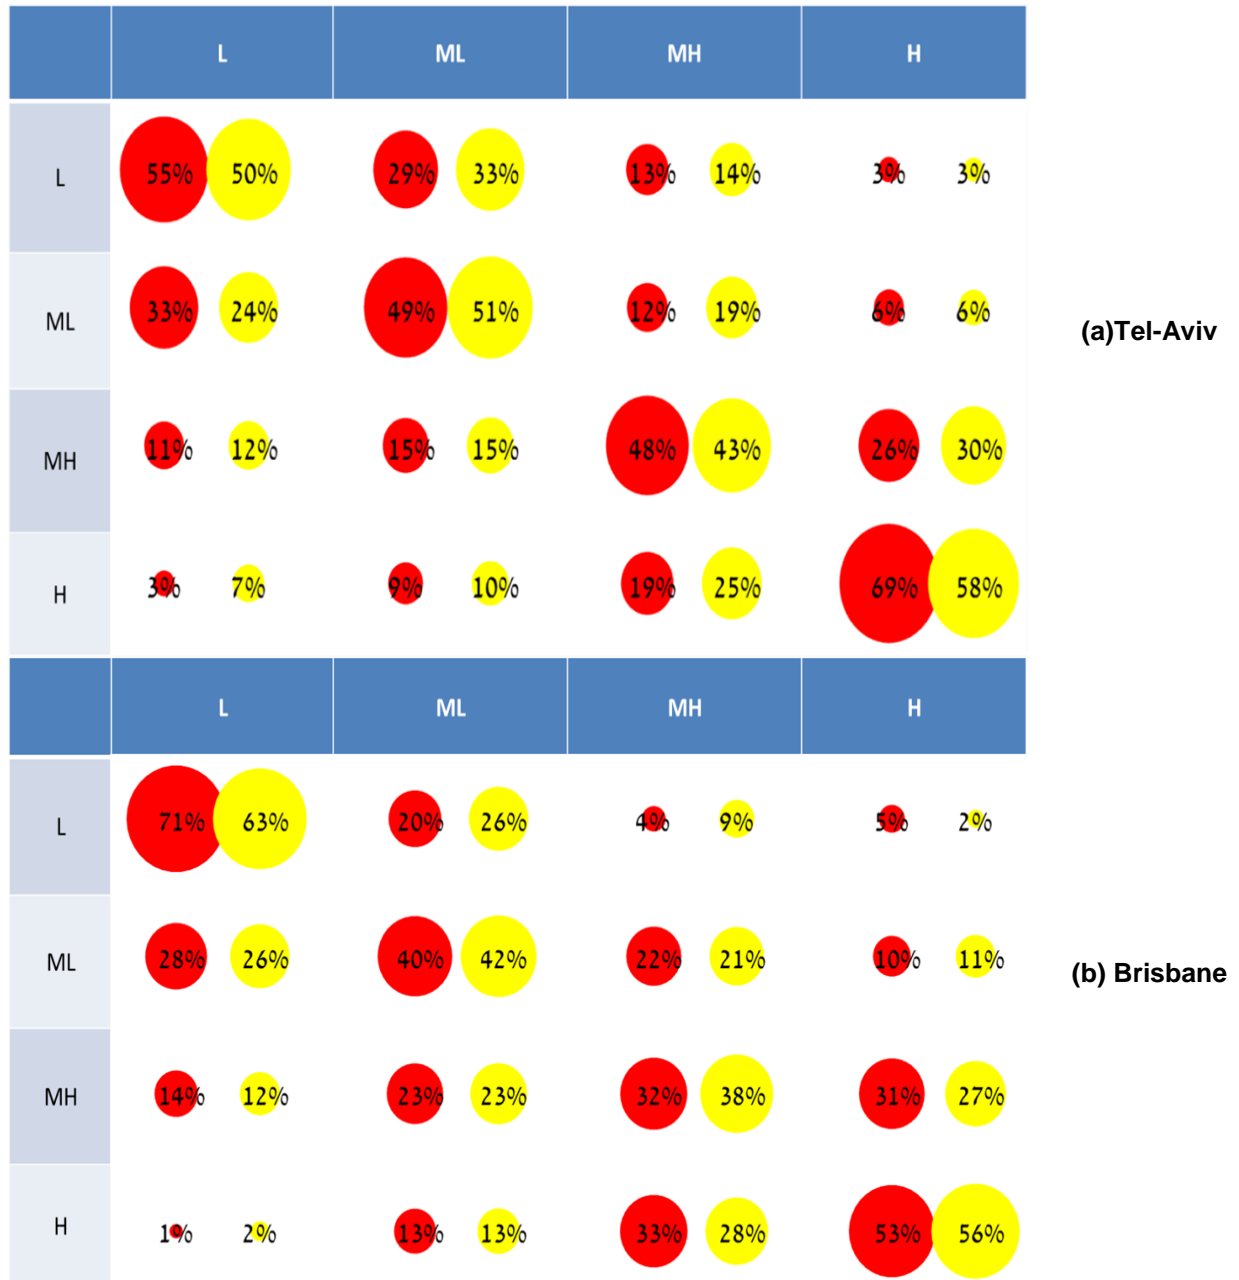 L ML MH H
L 55% 50% 29% 33% 13% 14% 3% 3%
ML 33% 24% 49% 51% 12% 19% 6% 6%
(a)Tel-Aviv
MH 11% 12% 15% 15% 48% 43% 26% 30%
H 3% 7% 9% 10% 19% 25% 69% 58%
L ML MH H
L 71% 63% 20% 26% 4% 9% 5% 2%
ML 28% 26% 40% 42% 22% 21% 10% 11%
(b) Brisbane
MH 14% 12% 23% 23% 32% 38% 31% 27%
H 1% 2% 13% 13% 33% 28% 53% 56%